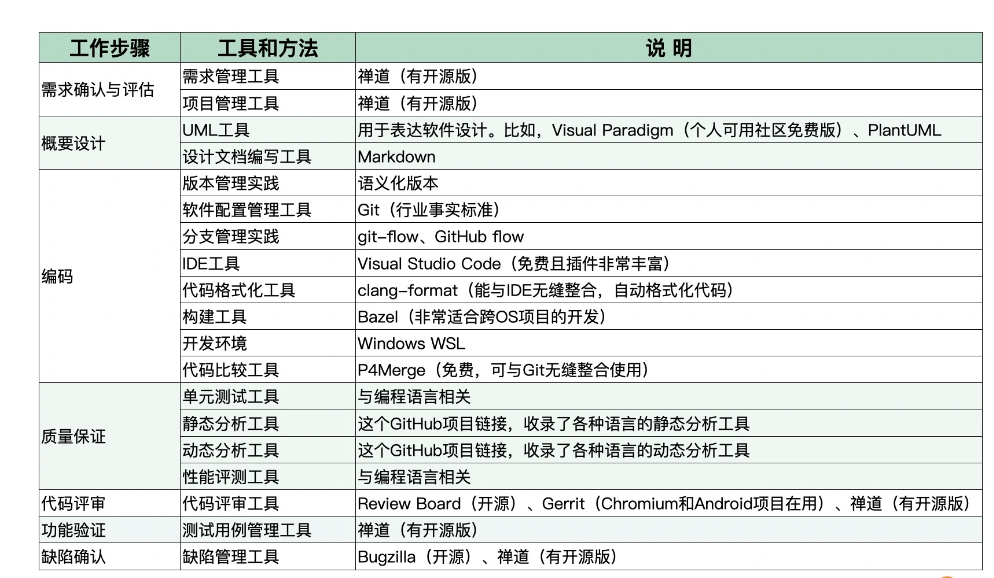 工作步骤 工具和方法 说 明
需求确认与评估 需求管理工具 禅道（有开源版）
项目管理工具 禅道（有开源版）
概要设计 UML工具 用于表达软件设计。比如，Visual Paradigm（个人可用社区免费版）、PlantUML
设计文档编写工具 Markdown
编码 版本管理实践 语义化版本
软件配置管理工具 Git（行业事实标准）
分支管理实践 git-flow、GitHub flow
IDE工具 Visual Studio Code（免费且插件非常丰富）
代码格式化工具 clang-format（能与IDE无缝整合，自动格式化代码）
构建工具 Bazel（非常适合跨OS项目的开发）
开发环境 Windows WSL
代码比较工具 P4Merge（免费，可与Git无缝整合使用）
质量保证 单元测试工具 与编程语言相关
静态分析工具 这个GitHub项目链接，收录了各种语言的静态分析工具
动态分析工具 这个GitHub项目链接，收录了各种语言的动态分析工具
性能评测工具 与编程语言相关
代码评审 代码评审工具 Review Board（开源）、Gerrit（Chromium和Android项目在用）、禅道（有开源版）
功能验证 测试用例管理工具 禅道（有开源版）
缺陷确认 缺陷管理工具 Bugzilla（开源）、禅道（有开源版）